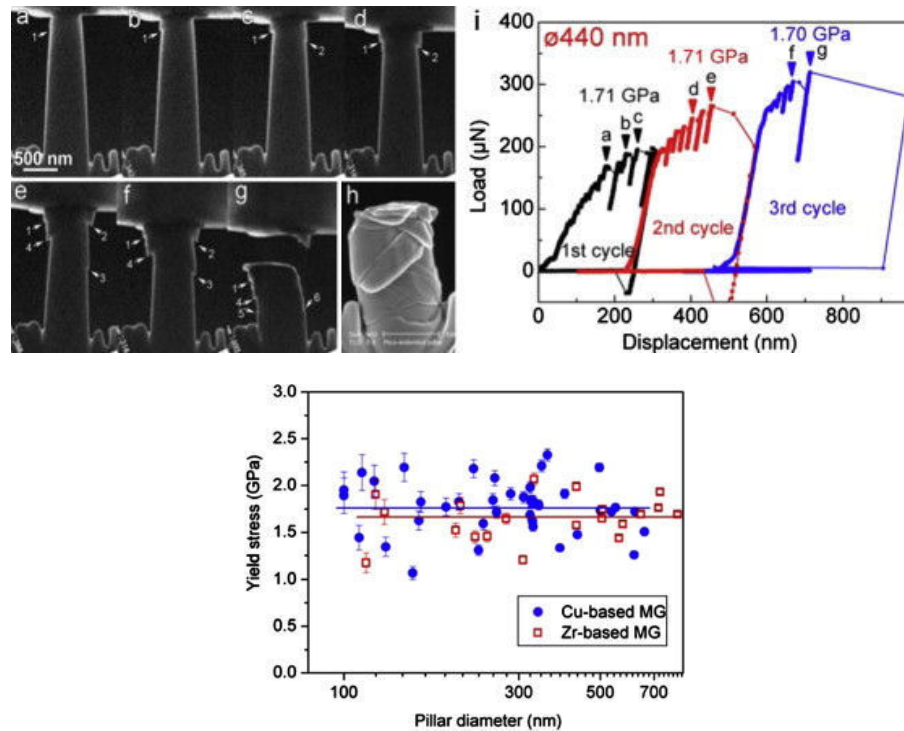 a
b
c
d
1
1
1
2
1
2
500 nm
e
f
g
h
4
2
3
1
4
2
3
1
4
5
6
i
ø440 nm
1.70 GPa
1.71 GPa
1.71 GPa
a
b
c
d
e
f
g
1st cycle
2nd cycle
3rd cycle
Load (µN)
400
300
200
100
0
0 200 400 600 800
Displacement (nm)
Yield stress (GPa)
3.0
2.5
2.0
1.5
1.0
0.5
0.0
Cu-based MG
Zr-based MG
100 300 500 700
Pillar diameter (nm)